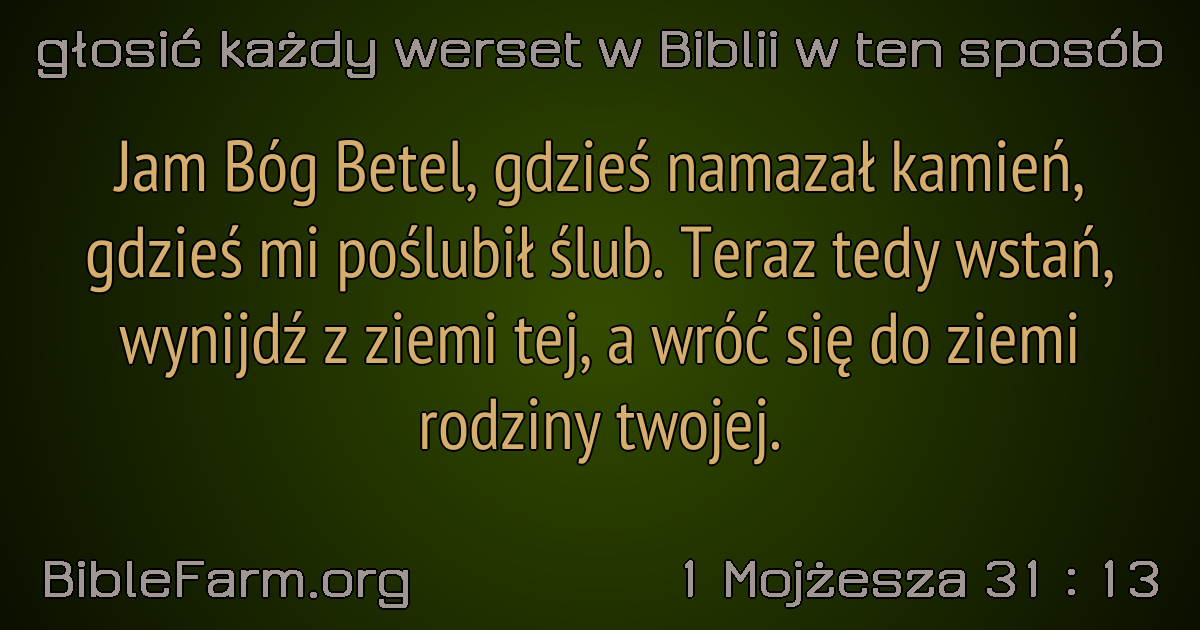 głosić każdy werset w Biblii w ten sposób
Jam Bóg Betel, gdzieś namazał kamień,
gdzieś mi poślubił ślub. Teraz tedy wstań,
wynijdź z ziemi tej, a wróć się do ziemi
rodziny twojej.
BibleFarm.org
1 Mojżesza 31 : 13